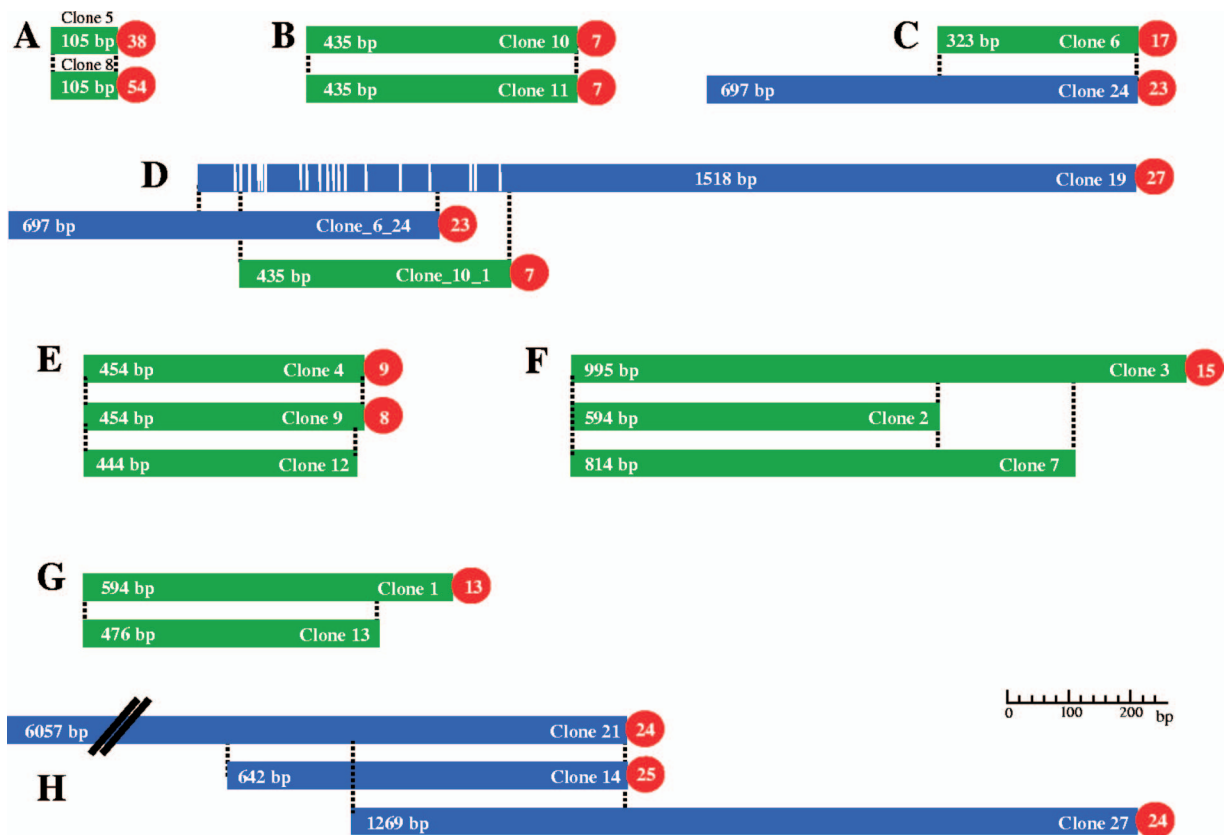 Clone 5
A 105 bp 38
Clone 8
105 bp 54
B 435 bp Clone 10 7
435 bp Clone 11 7
C 323 bp Clone 6 17
697 bp Clone 24 23
D 1518 bp Clone 19 27
697 bp Clone_6_24 23
435 bp Clone_10_1 7
E 454 bp Clone 4 9
454 bp Clone 9 8
444 bp Clone 12
F 995 bp Clone 3 15
594 bp Clone 2
814 bp Clone 7
G 594 bp Clone 1 13
476 bp Clone 13
0 100 200 bp
6057 bp Clone 21 24
H 642 bp Clone 14 25
1269 bp Clone 27 24